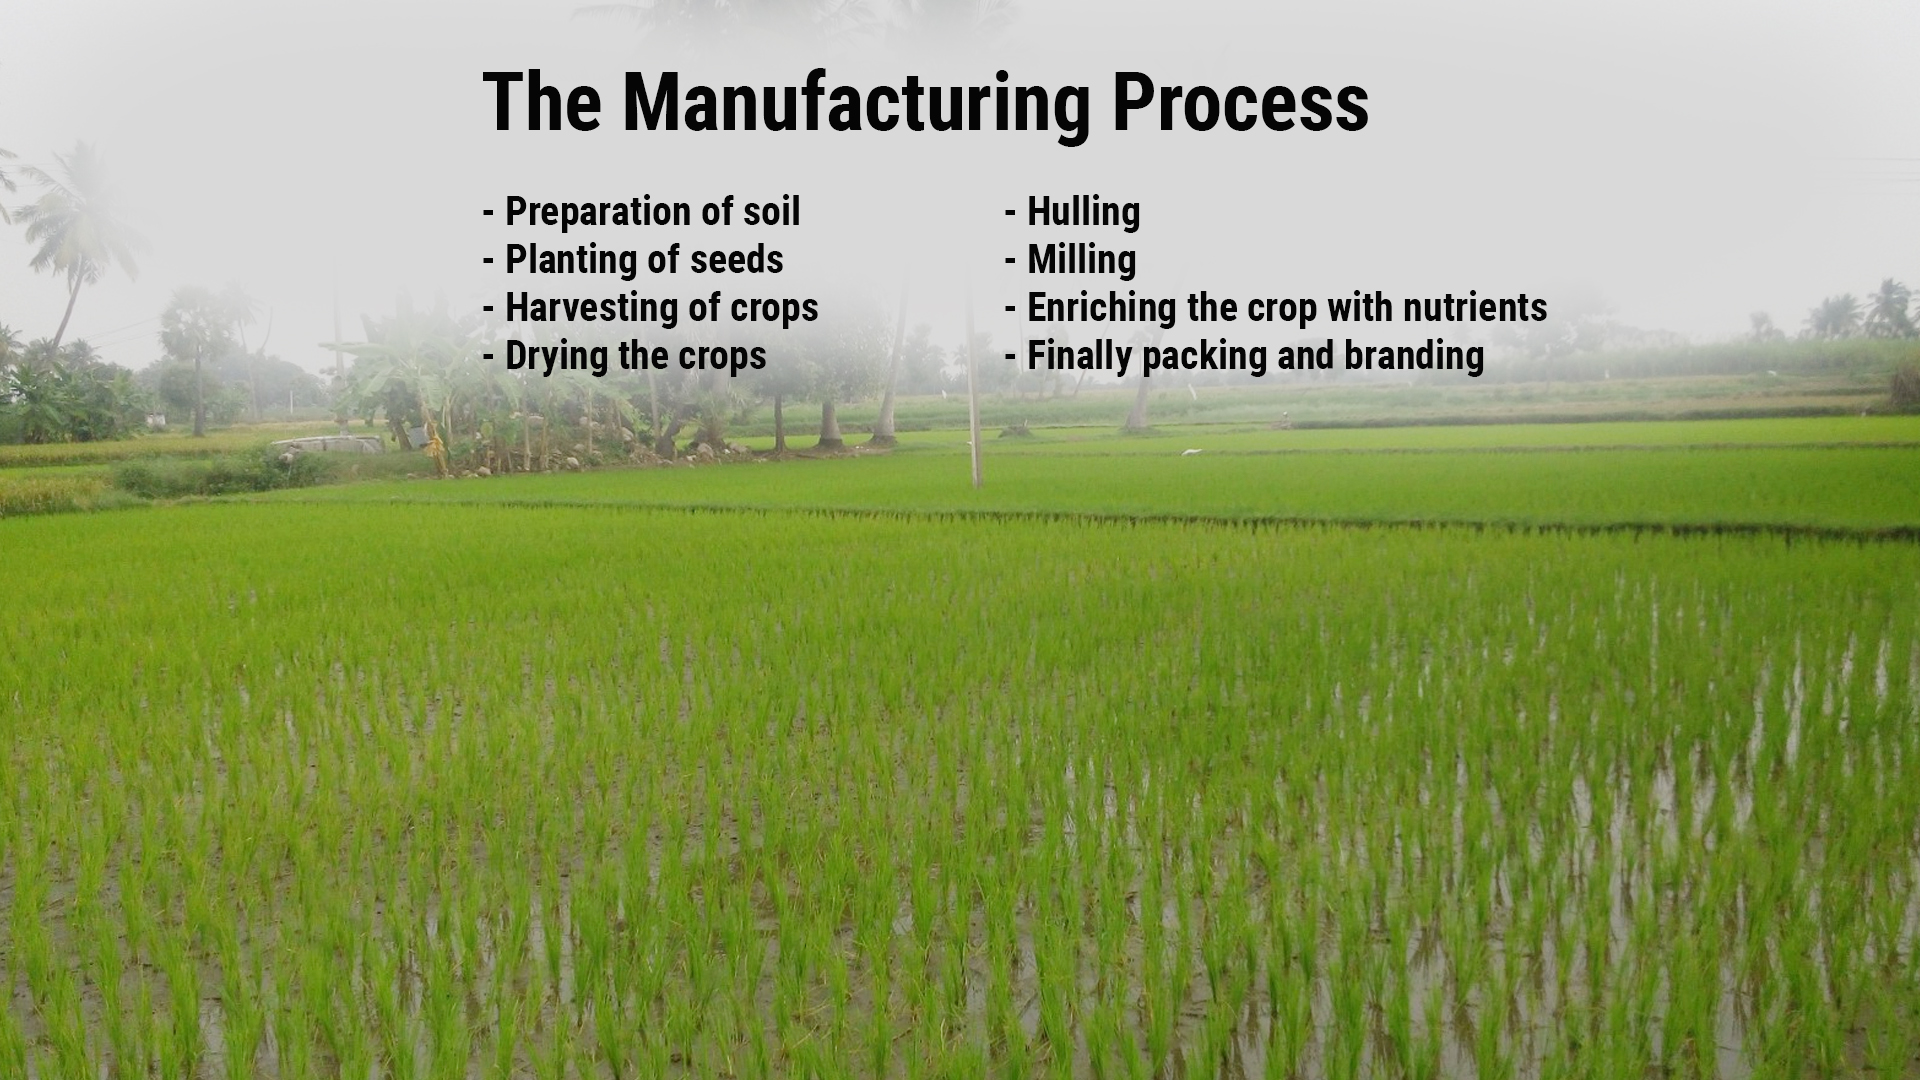 The Manufacturing Process
- Preparation of soil
- Planting of seeds
- Harvesting of crops
- Drying the crops
- Hulling
- Milling
- Enriching the crop with nutrients
- Finally packing and branding